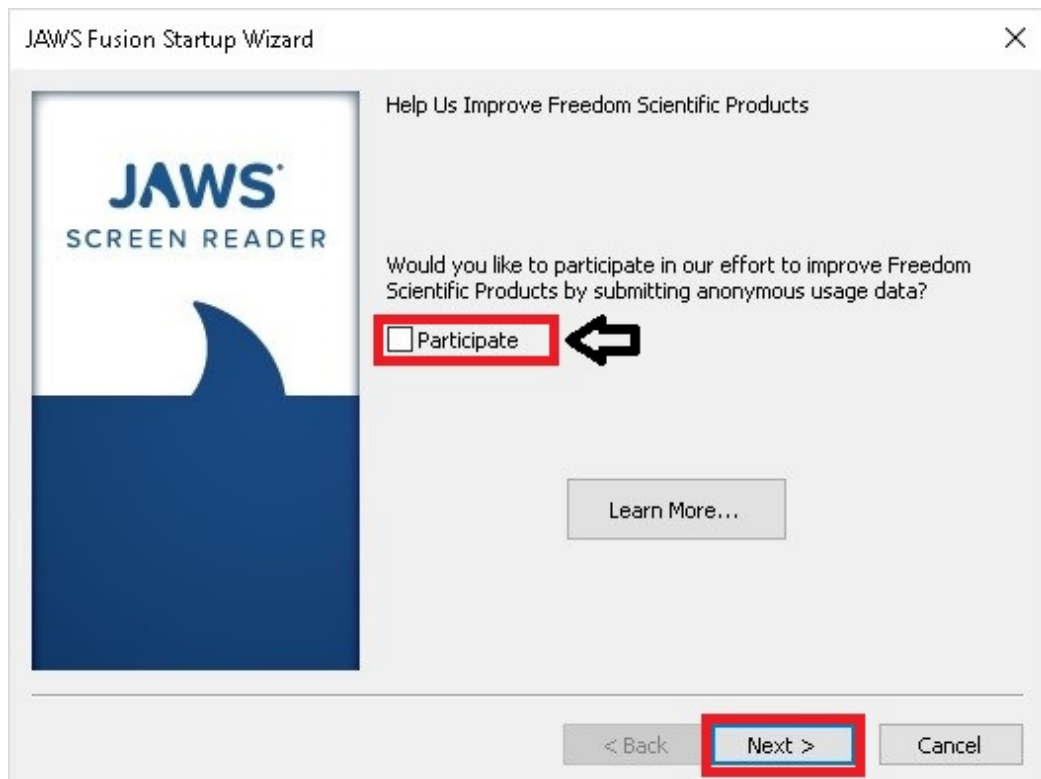 JAWS Fusion Startup Wizard
JAWS
SCREEN READER
Help Us Improve Freedom Scientific Products
Would you like to participate in our effort to improve Freedom
Scientific Products by submitting anonymous usage data?
Participate
Learn More...
< Back
Next >
Cancel